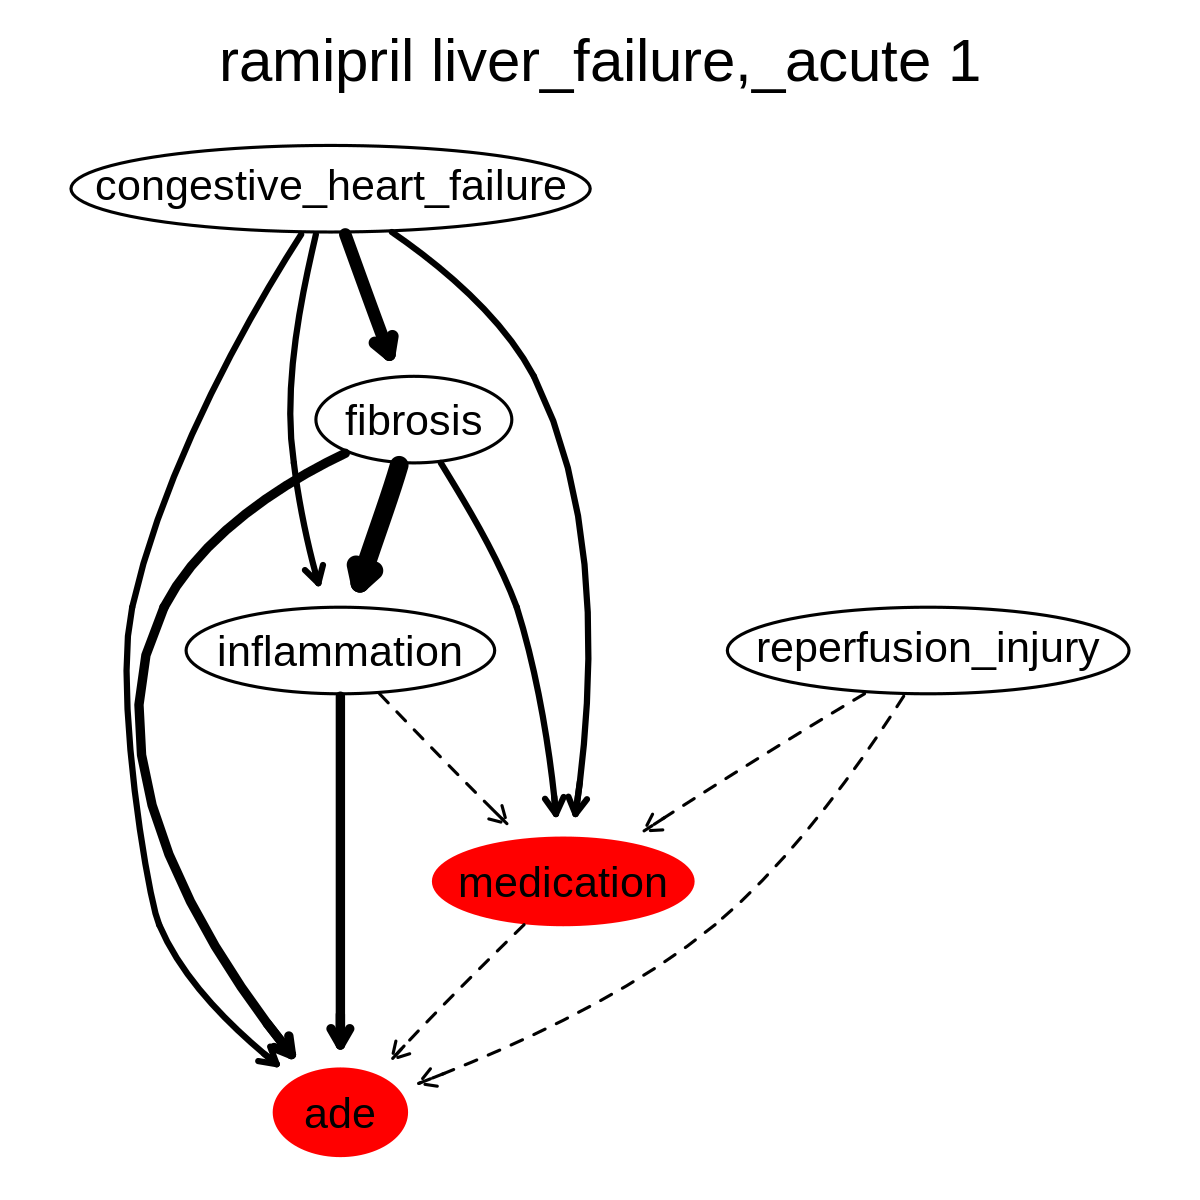 ramipril liver_failure,_acute 1
congestive_heart_failure
fibrosis
inflammation
reperfusion_injury
medication
ade